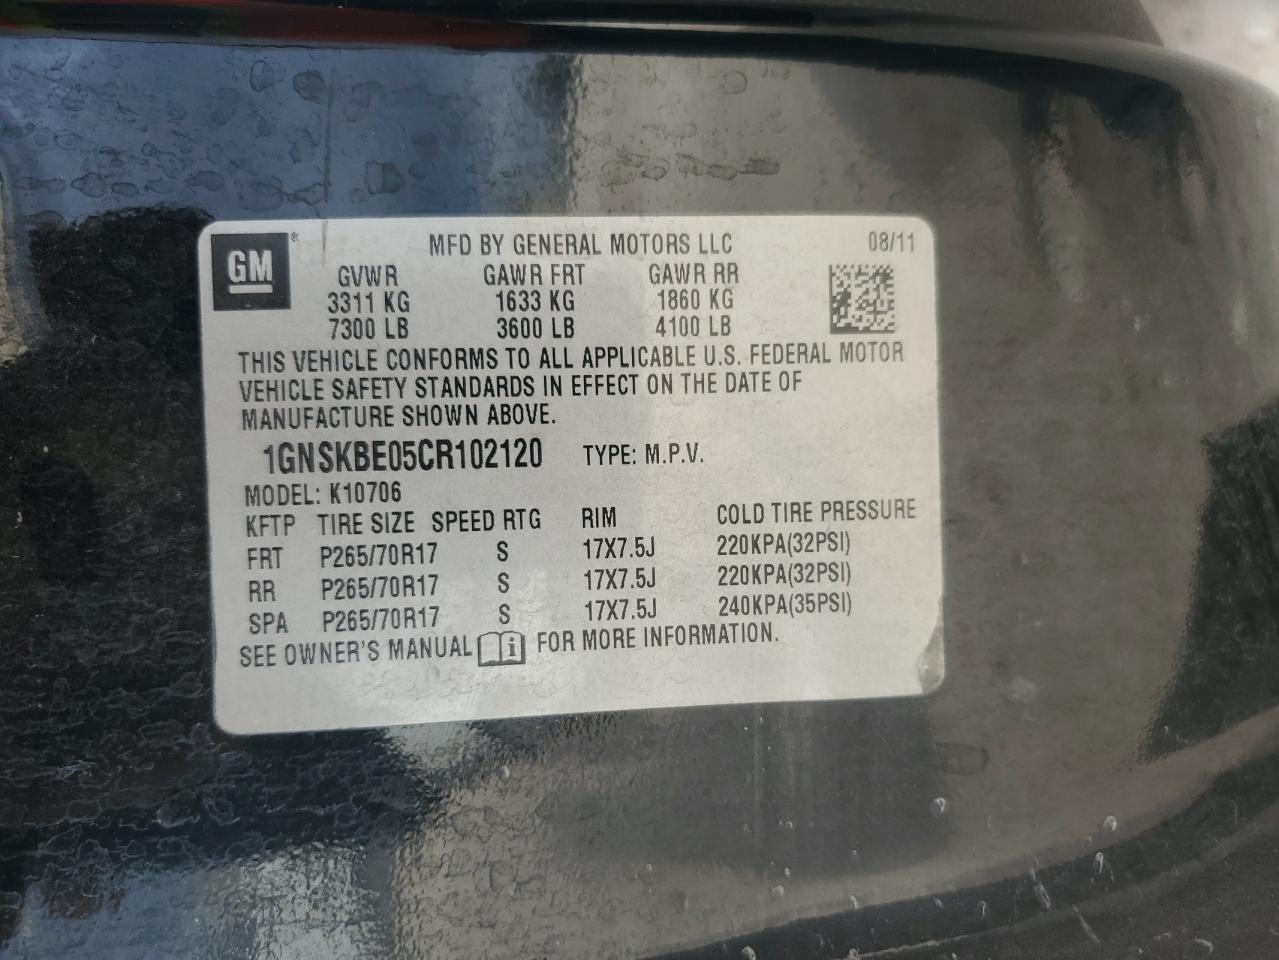 GM ® MFD BY GENERAL MOTORS LLC 08/11
GVWR GAWR FRT GAWR RR
3311 KG 1633 KG 1860 KG
7300 LB 3600 LB 4100 LB
THIS VEHICLE CONFORMS TO ALL APPLICABLE U.S. FEDERAL MOTOR
VEHICLE SAFETY STANDARDS IN EFFECT ON THE DATE OF
MANUFACTURE SHOWN ABOVE.
1GNSKBE05CR102120 TYPE: M.P.V.
MODEL: K10706
KFTP TIRE SIZE SPEED RTG RIM COLD TIRE PRESSURE
FRT P265/70R17 S 17X7.5J 220KPA(32PSI)
RR P265/70R17 S 17X7.5J 220KPA(32PSI)
SPA P265/70R17 S 17X7.5J 240KPA(35PSI)
SEE OWNER'S MANUAL i FOR MORE INFORMATION.